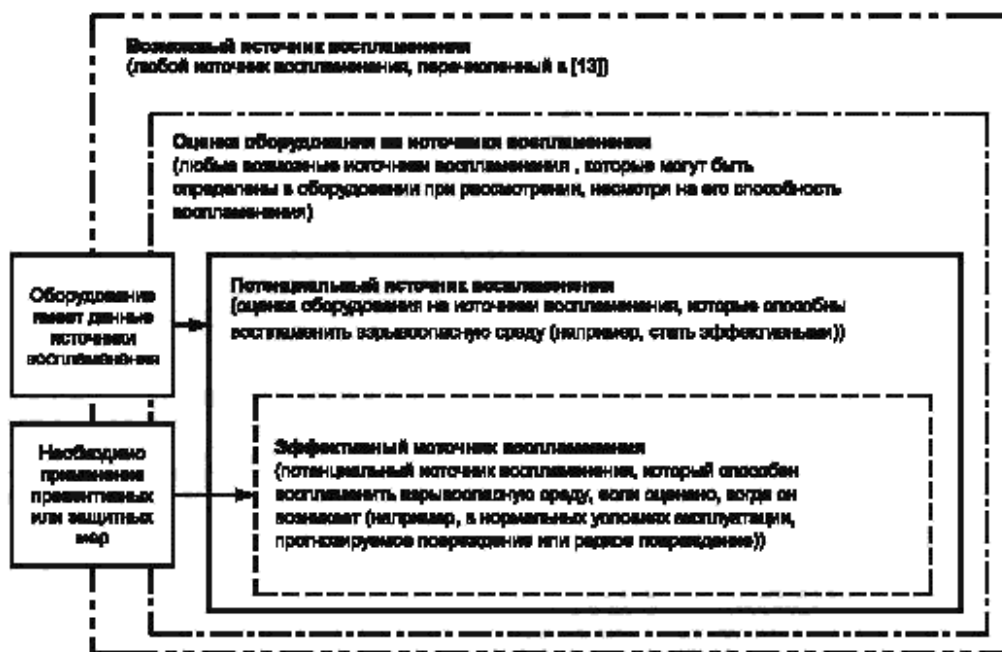 Возможный источник воспламенения
(любой источник воспламенения, перечисленный в [13])
Оценка оборудования на источники воспламенения
(любые возможные источники воспламенения , которые могут быть
определены в оборудовании при рассмотрении, несмотря на его способность
воспламенения)
Оборудование
имеет данные
источники
воспламенения
Потенциальный источник воспламенения
(оценка оборудования на источники воспламенения, которые способны
воспламенить взрывоопасную среду (например, стать эффективными))
Необходимо
применение
превентивных
или защитных
мер
Эффективный источник воспламенения
(потенциальный источник воспламенения, который способен
воспламенить взрывоопасную среду, если оценено, когда он
возникает (например, в нормальных условиях эксплуатации,
прогнозируемое повреждение или редкое повреждение))